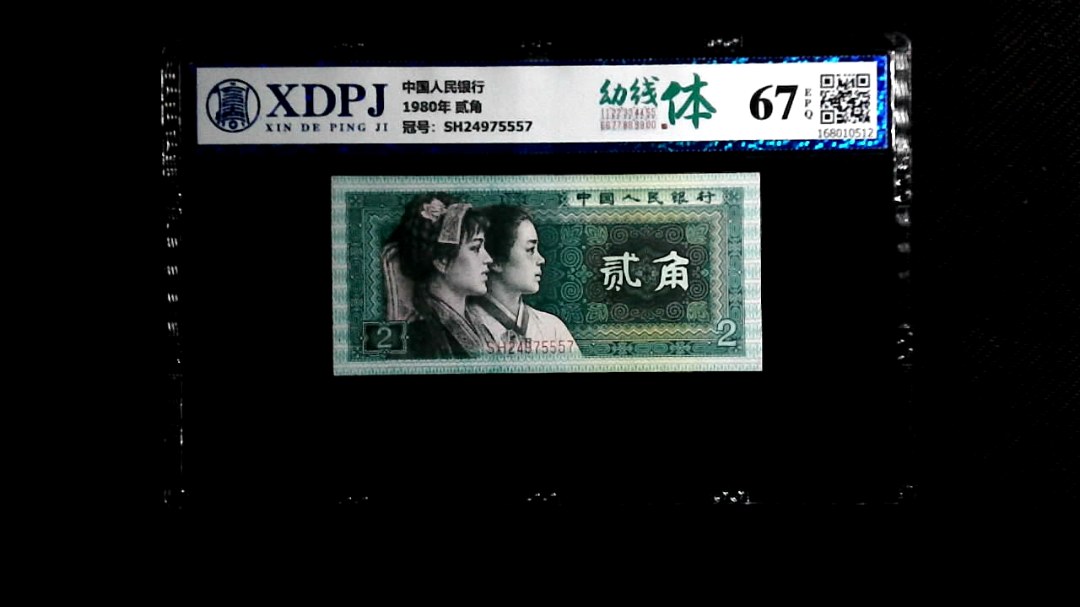 XDPJ
XIN DE PING JI
中国人民银行
1980年 贰角
冠号：SH24975557
幼线体
67
EPQ
168010512
中国人民银行
贰角
2
2
SH24975557